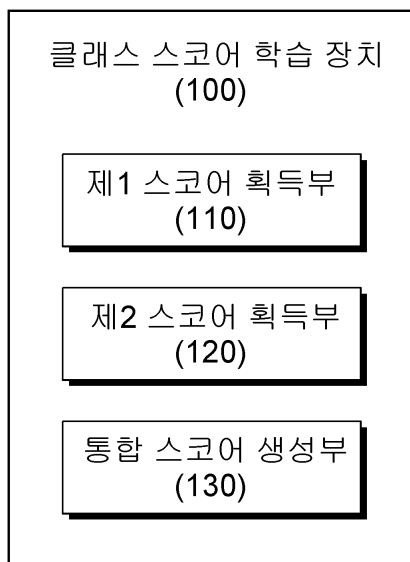 클래스 스코어 학습 장치
(100)
제1 스코어 획득부
(110)
제2 스코어 획득부
(120)
통합 스코어 생성부
(130)